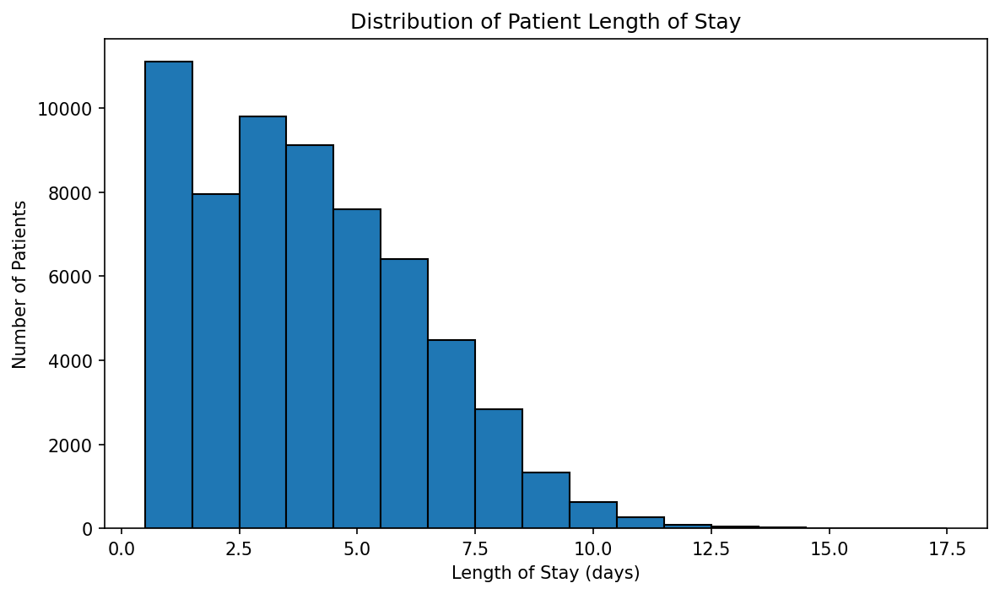 Distribution of Patient Length of Stay
Number of Patients
10000
8000
6000
4000
2000
0
0.0 2.5 5.0 7.5 10.0 12.5 15.0 17.5
Length of Stay (days)